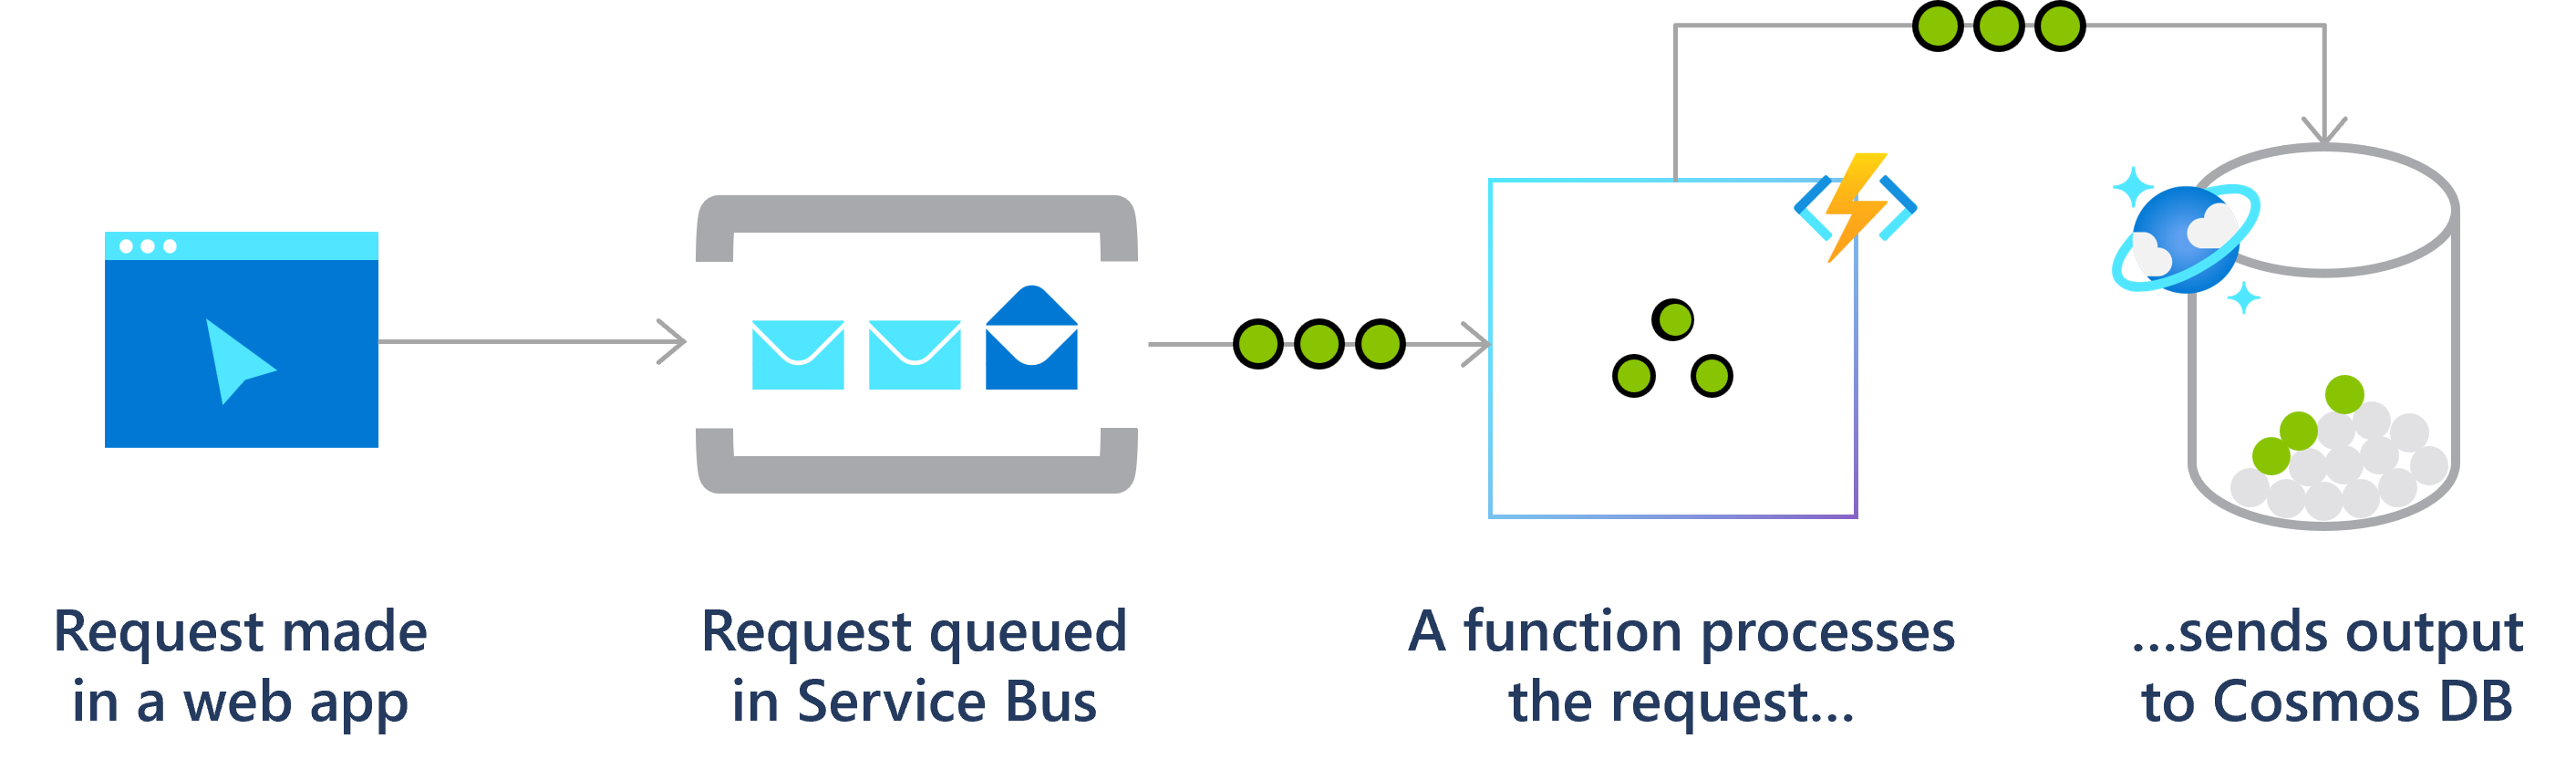 Request made
in a web app
Request queued
in Service Bus
A function processes
the request...
...sends output
to Cosmos DB